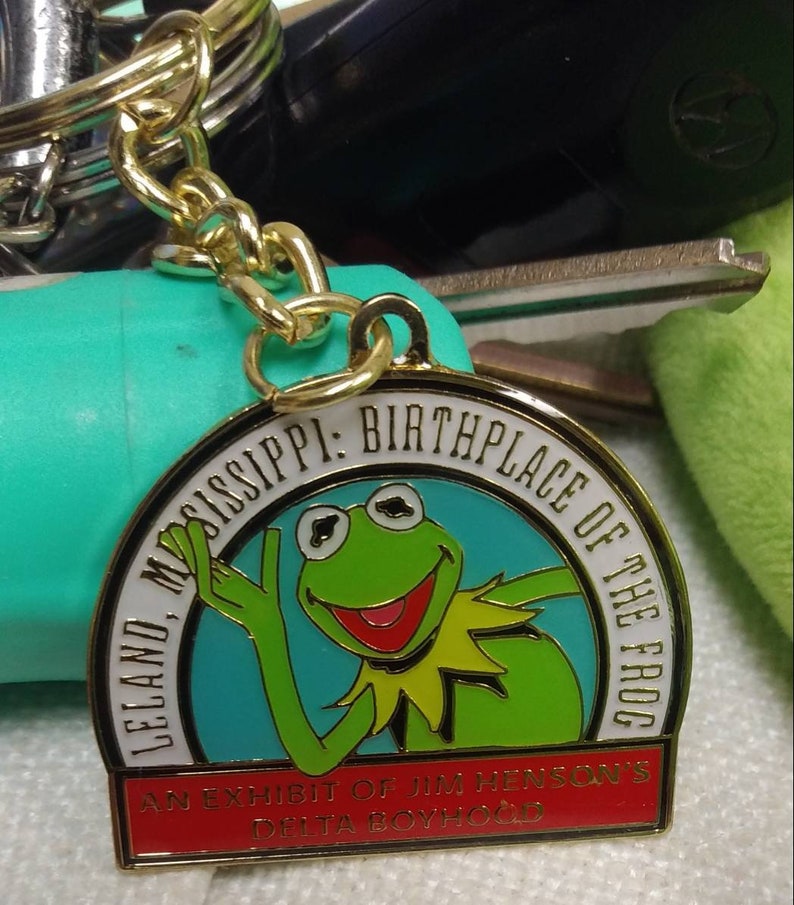 LELAND, MISSISSIPPI: BIRTHPLACE OF THE FROG
AN EXHIBIT OF JIM HENSON'S
DELTA BOYHOOD